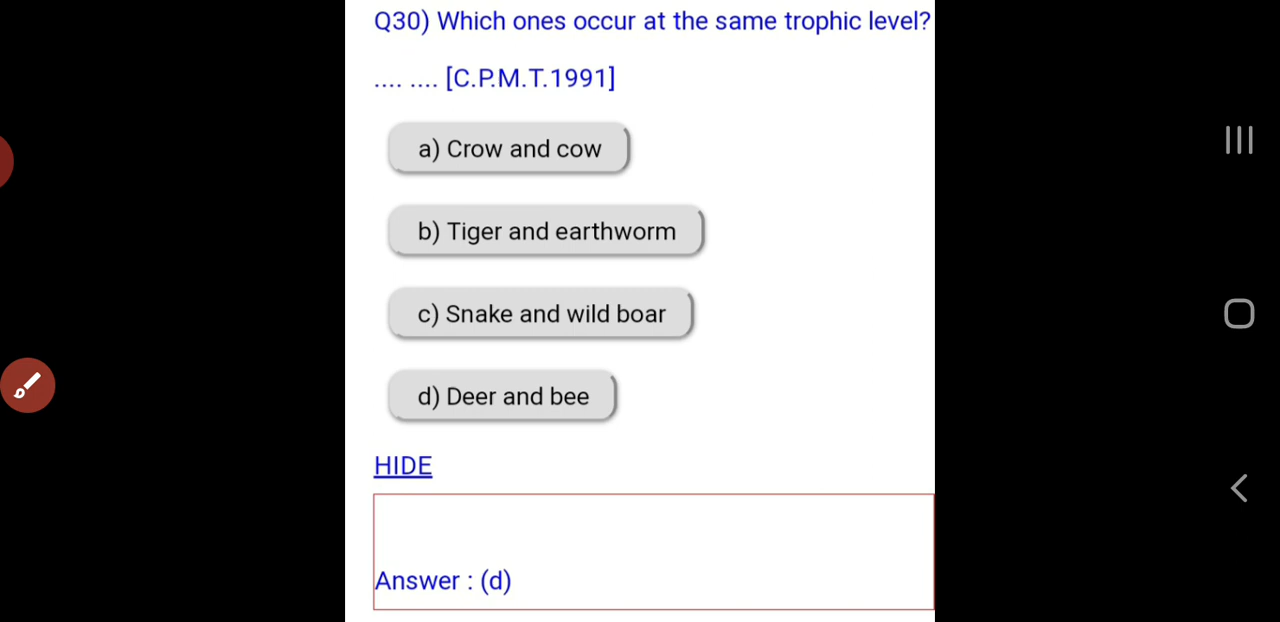 Q30) Which ones occur at the same trophic level?
.... .... [C.P.M.T.1991]
a) Crow and cow
b) Tiger and earthworm
c) Snake and wild boar
d) Deer and bee
HIDE
Answer : (d)